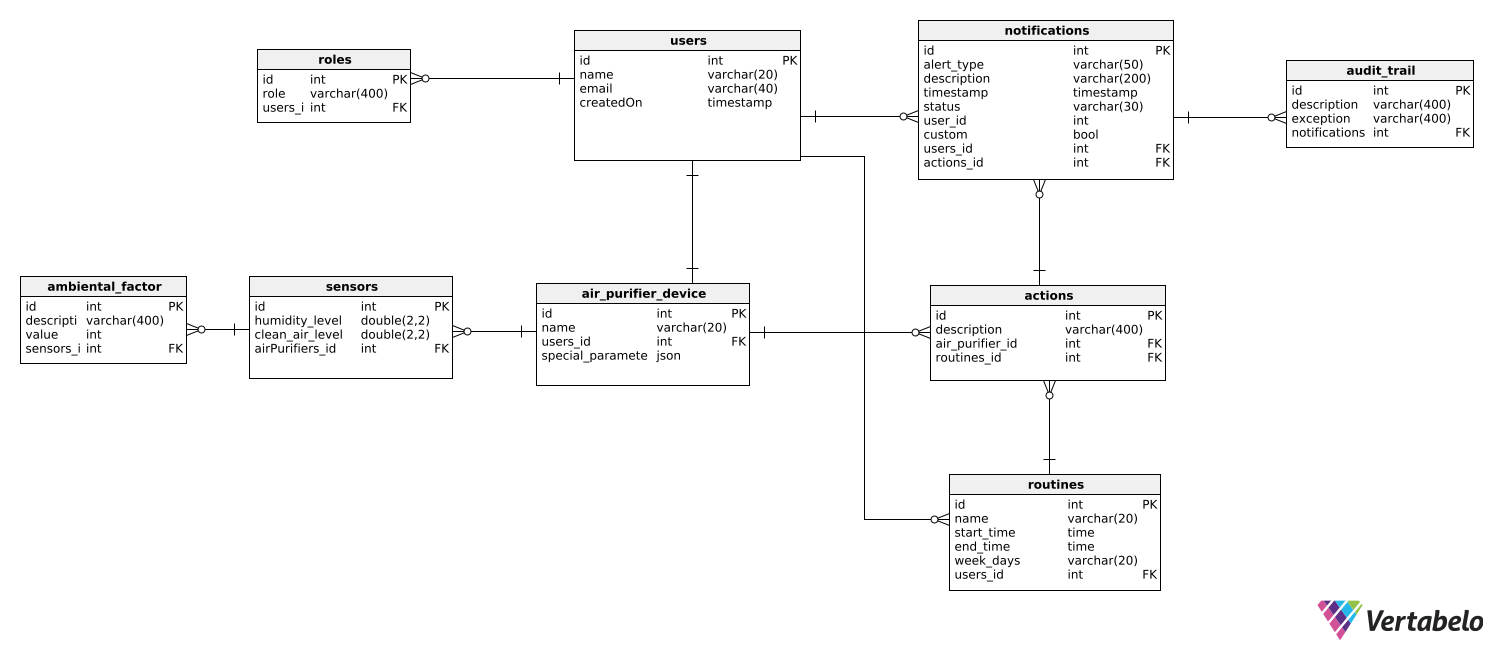 roles
id int PK
role varchar(400)
users_i int FK
users
id int PK
name varchar(20)
email varchar(40)
createdOn timestamp
notifications
id int PK
alert_type varchar(50)
description varchar(200)
timestamp timestamp
status varchar(30)
user_id int
custom bool
users_id int FK
actions_id int FK
audit_trail
id int PK
description varchar(400)
exception varchar(400)
notifications int FK
ambiental_factor
id int PK
descripti varchar(400)
value int
sensors_i int FK
sensors
id int PK
humidity_level double(2,2)
clean_air_level double(2,2)
airPurifiers_id int FK
air_purifier_device
id int PK
name varchar(20)
users_id int FK
special_paramete json
actions
id int PK
description varchar(400)
air_purifier_id int FK
routines_id int FK
routines
id int PK
name varchar(20)
start_time time
end_time time
week_days varchar(20)
users_id int FK
Vertabelo